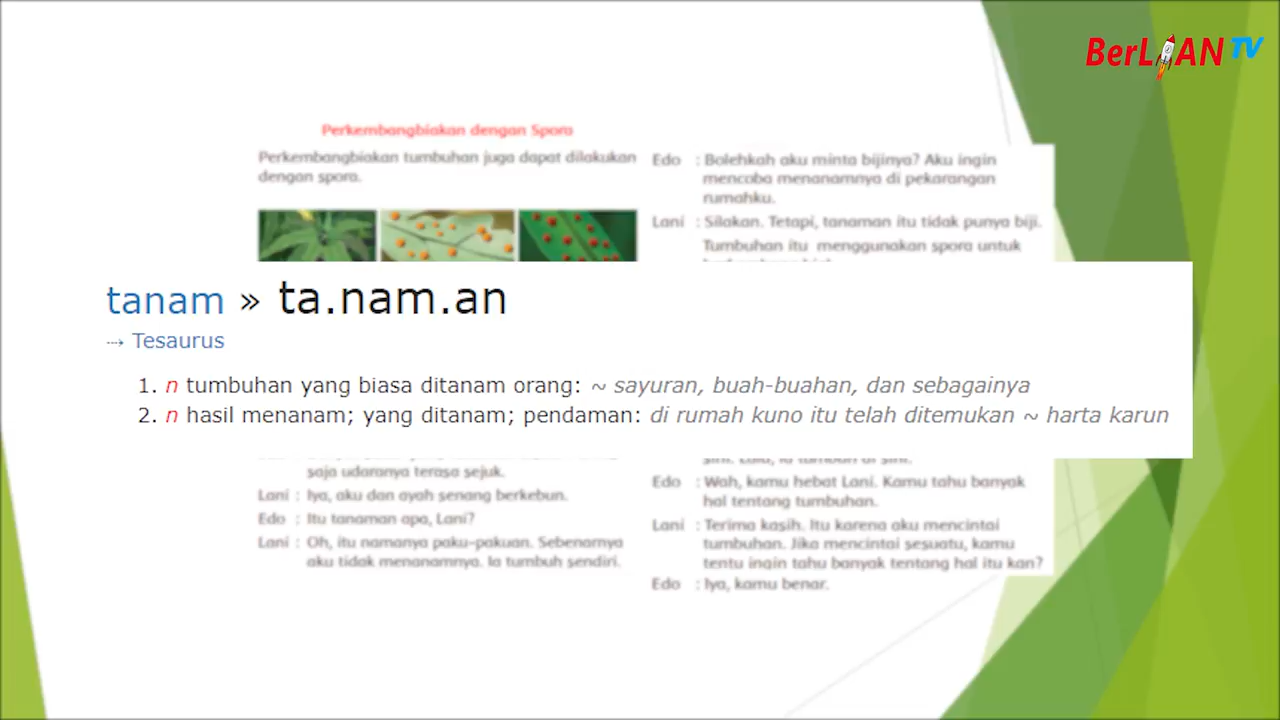 BerLIAN TV
Perkembangbiakan dengan Spora
Perkembangbiakan tumbuhan juga dapat dilakukan
dengan spora.
Edo : Bolehkah aku minta bijinya? Aku ingin
mencoba menanamnya di pekarangan
rumahku.
Lani : Silakan. Tetapi, tanaman itu tidak punya biji.
Tumbuhan itu menggunakan spora untuk
tanam » ta.nam.an
⤑ Tesaurus
1. n tumbuhan yang biasa ditanam orang: ~ sayuran, buah-buahan, dan sebagainya
2. n hasil menanam; yang ditanam; pendaman: di rumah kuno itu telah ditemukan ~ harta karun
saja udaranya terasa sejuk.
Lani : Iya, aku dan ayah senang berkebun.
Edo : Itu tanaman apa, Lani?
Lani : Oh, itu namanya paku-pakuan. Sebenarnya
aku tidak menanamnya. Ia tumbuh sendiri.
Edo : Wah, kamu hebat Lani. Kamu tahu banyak
hal tentang tumbuhan.
Lani : Terima kasih. Itu karena aku mencintai
tumbuhan. Jika mencintai sesuatu, kamu
tentu ingin tahu banyak tentang hal itu kan?
Edo : Iya, kamu benar.